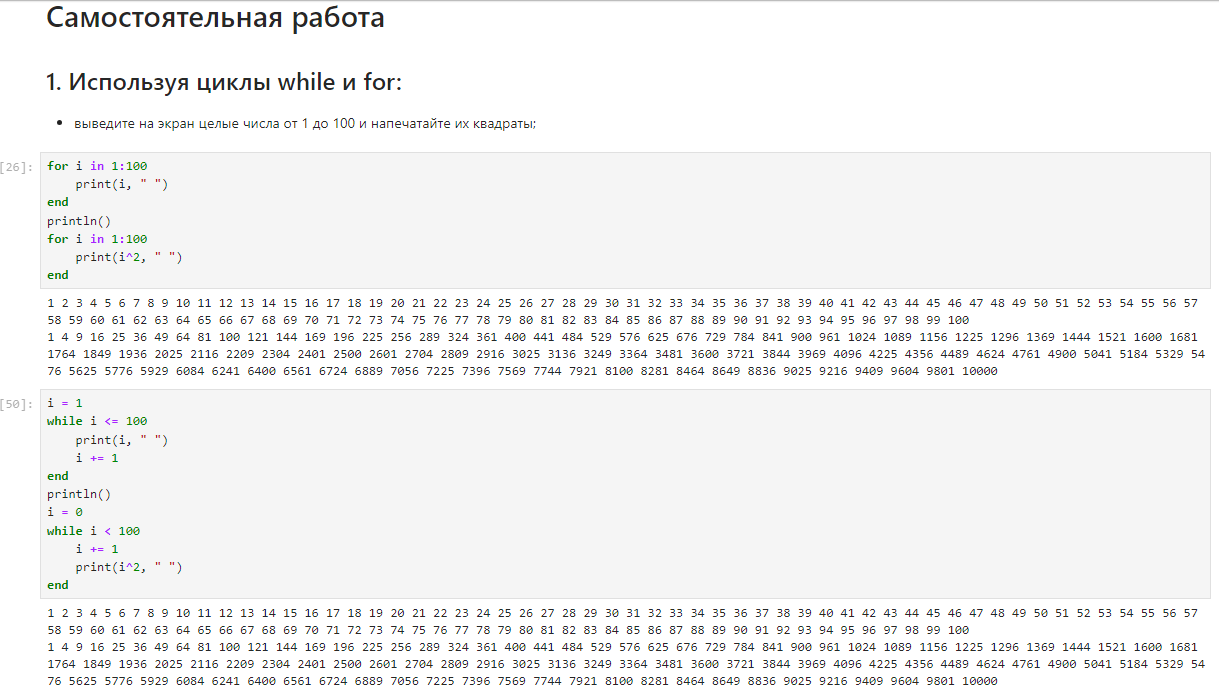 Самостоятельная работа
1. Используя циклы while и for:
• выведите на экран целые числа от 1 до 100 и напечатайте их квадраты;
[26]:
for i in 1:100
    print(i, " ")
end
println()
for i in 1:100
    print(i^2, " ")
end
1 2 3 4 5 6 7 8 9 10 11 12 13 14 15 16 17 18 19 20 21 22 23 24 25 26 27 28 29 30 31 32 33 34 35 36 37 38 39 40 41 42 43 44 45 46 47 48 49 50 51 52 53 54 55 56 57
58 59 60 61 62 63 64 65 66 67 68 69 70 71 72 73 74 75 76 77 78 79 80 81 82 83 84 85 86 87 88 89 90 91 92 93 94 95 96 97 98 99 100
1 4 9 16 25 36 49 64 81 100 121 144 169 196 225 256 289 324 361 400 441 484 529 576 625 676 729 784 841 900 961 1024 1089 1156 1225 1296 1369 1444 1521 1600 1681
1764 1849 1936 2025 2116 2209 2304 2401 2500 2601 2704 2809 2916 3025 3136 3249 3364 3481 3600 3721 3844 3969 4096 4225 4356 4489 4624 4761 4900 5041 5184 5329 54
76 5625 5776 5929 6084 6241 6400 6561 6724 6889 7056 7225 7396 7569 7744 7921 8100 8281 8464 8649 8836 9025 9216 9409 9604 9801 10000
[50]:
i = 1
while i <= 100
    print(i, " ")
    i += 1
end
println()
i = 0
while i < 100
    i += 1
    print(i^2, " ")
end
1 2 3 4 5 6 7 8 9 10 11 12 13 14 15 16 17 18 19 20 21 22 23 24 25 26 27 28 29 30 31 32 33 34 35 36 37 38 39 40 41 42 43 44 45 46 47 48 49 50 51 52 53 54 55 56 57
58 59 60 61 62 63 64 65 66 67 68 69 70 71 72 73 74 75 76 77 78 79 80 81 82 83 84 85 86 87 88 89 90 91 92 93 94 95 96 97 98 99 100
1 4 9 16 25 36 49 64 81 100 121 144 169 196 225 256 289 324 361 400 441 484 529 576 625 676 729 784 841 900 961 1024 1089 1156 1225 1296 1369 1444 1521 1600 1681
1764 1849 1936 2025 2116 2209 2304 2401 2500 2601 2704 2809 2916 3025 3136 3249 3364 3481 3600 3721 3844 3969 4096 4225 4356 4489 4624 4761 4900 5041 5184 5329 54
76 5625 5776 5929 6084 6241 6400 6561 6724 6889 7056 7225 7396 7569 7744 7921 8100 8281 8464 8649 8836 9025 9216 9409 9604 9801 10000